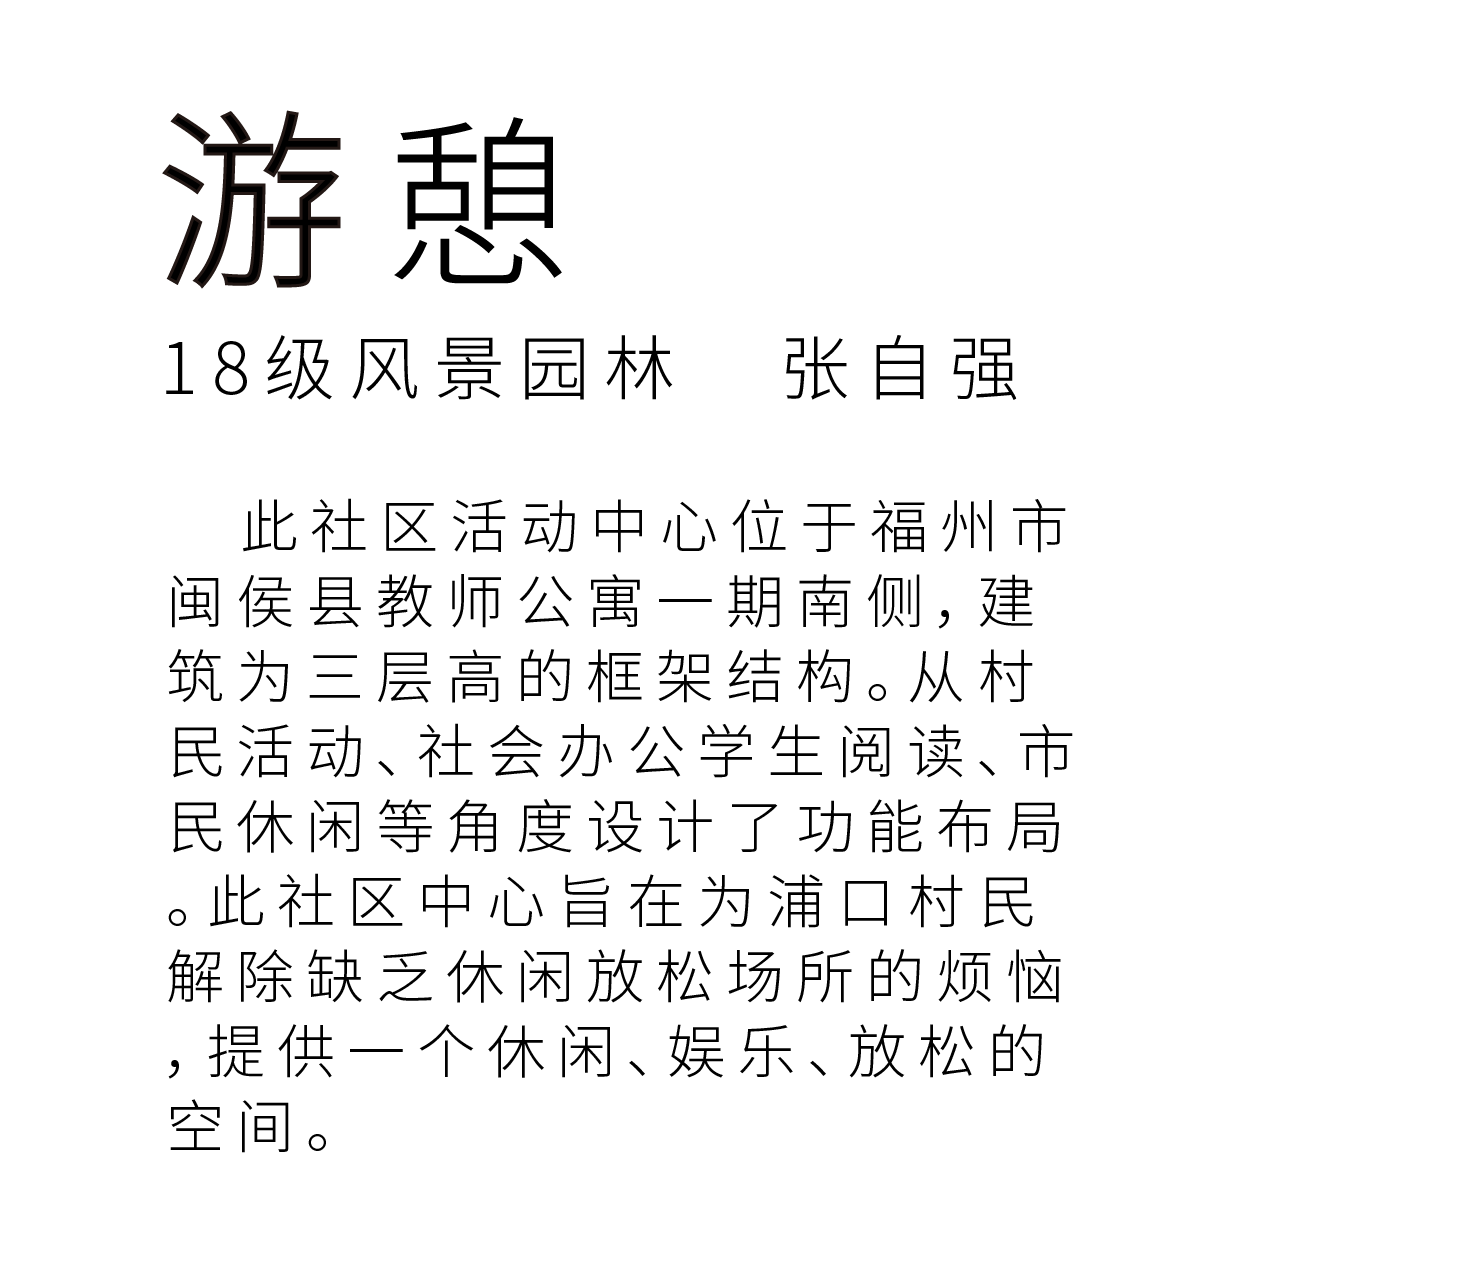 游憩
18级风景园林 张自强
此社区活动中心位于福州市
闽侯县教师公寓一期南侧，建
筑为三层高的框架结构。从村
民活动、社会办公学生阅读、市
民休闲等角度设计了功能布局
。此社区中心旨在为浦口村民
解除缺乏休闲放松场所的烦恼
，提供一个休闲、娱乐、放松的
空间。